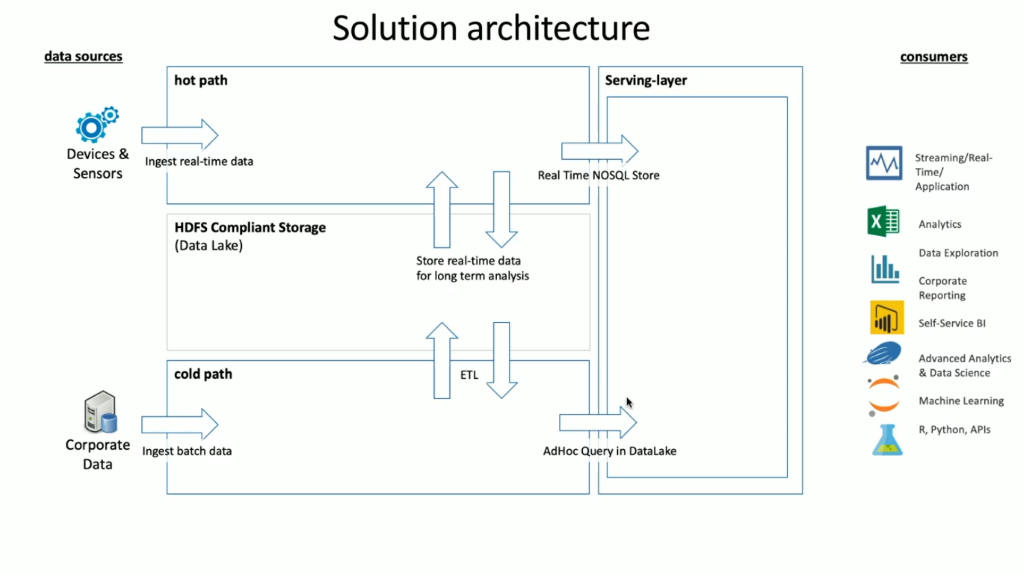 Solution architecture
data sources
consumers
hot path
Serving-layer
Devices &
Sensors
Ingest real-time data
Real Time NOSQL Store
HDFS Compliant Storage
(Data Lake)
Store real-time data
for long term analysis
cold path
ETL
Corporate
Data
Ingest batch data
AdHoc Query in DataLake
Streaming/Real-
Time/
Application
Analytics
Data Exploration
Corporate
Reporting
Self-Service BI
Advanced Analytics
& Data Science
Machine Learning
R, Python, APIs